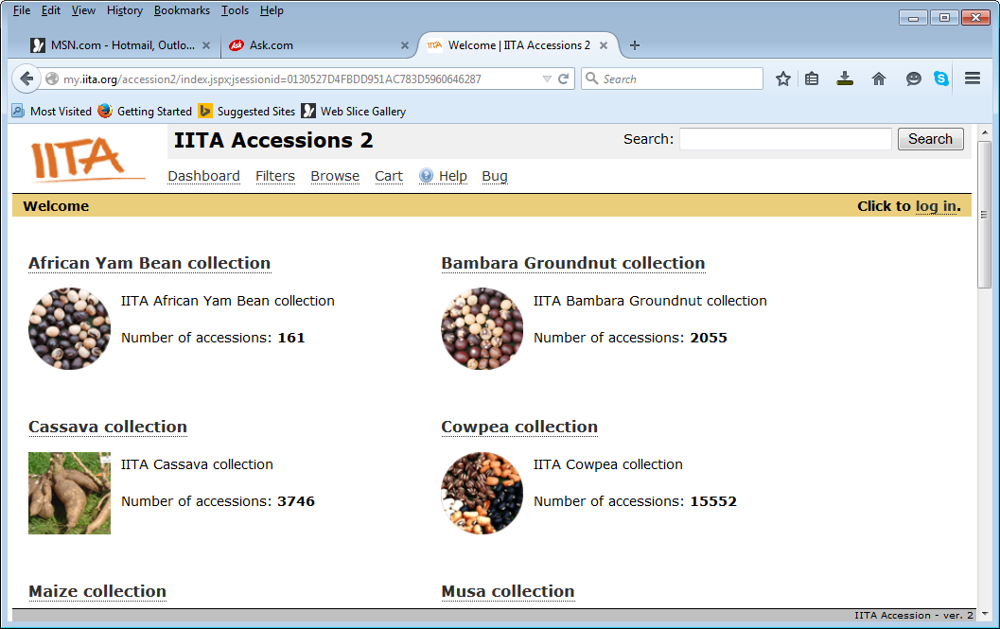 File Edit View History Bookmarks Tools Help
MSN.com - Hotmail, Outlo... Ask Ask.com IITA Welcome | IITA Accessions 2
my.iita.org/accession2/index.jspx;jsessionid=0130527D4FBDD951AC783D5960646287 Search
Most Visited Getting Started Suggested Sites Web Slice Gallery
IITA IITA Accessions 2 Search: Search
Dashboard Filters Browse Cart Help Bug
Welcome Click to log in.
African Yam Bean collection Bambara Groundnut collection
IITA African Yam Bean collection IITA Bambara Groundnut collection
Number of accessions: 161 Number of accessions: 2055
Cassava collection Cowpea collection
IITA Cassava collection IITA Cowpea collection
Number of accessions: 3746 Number of accessions: 15552
Maize collection Musa collection
IITA Accession - ver. 2